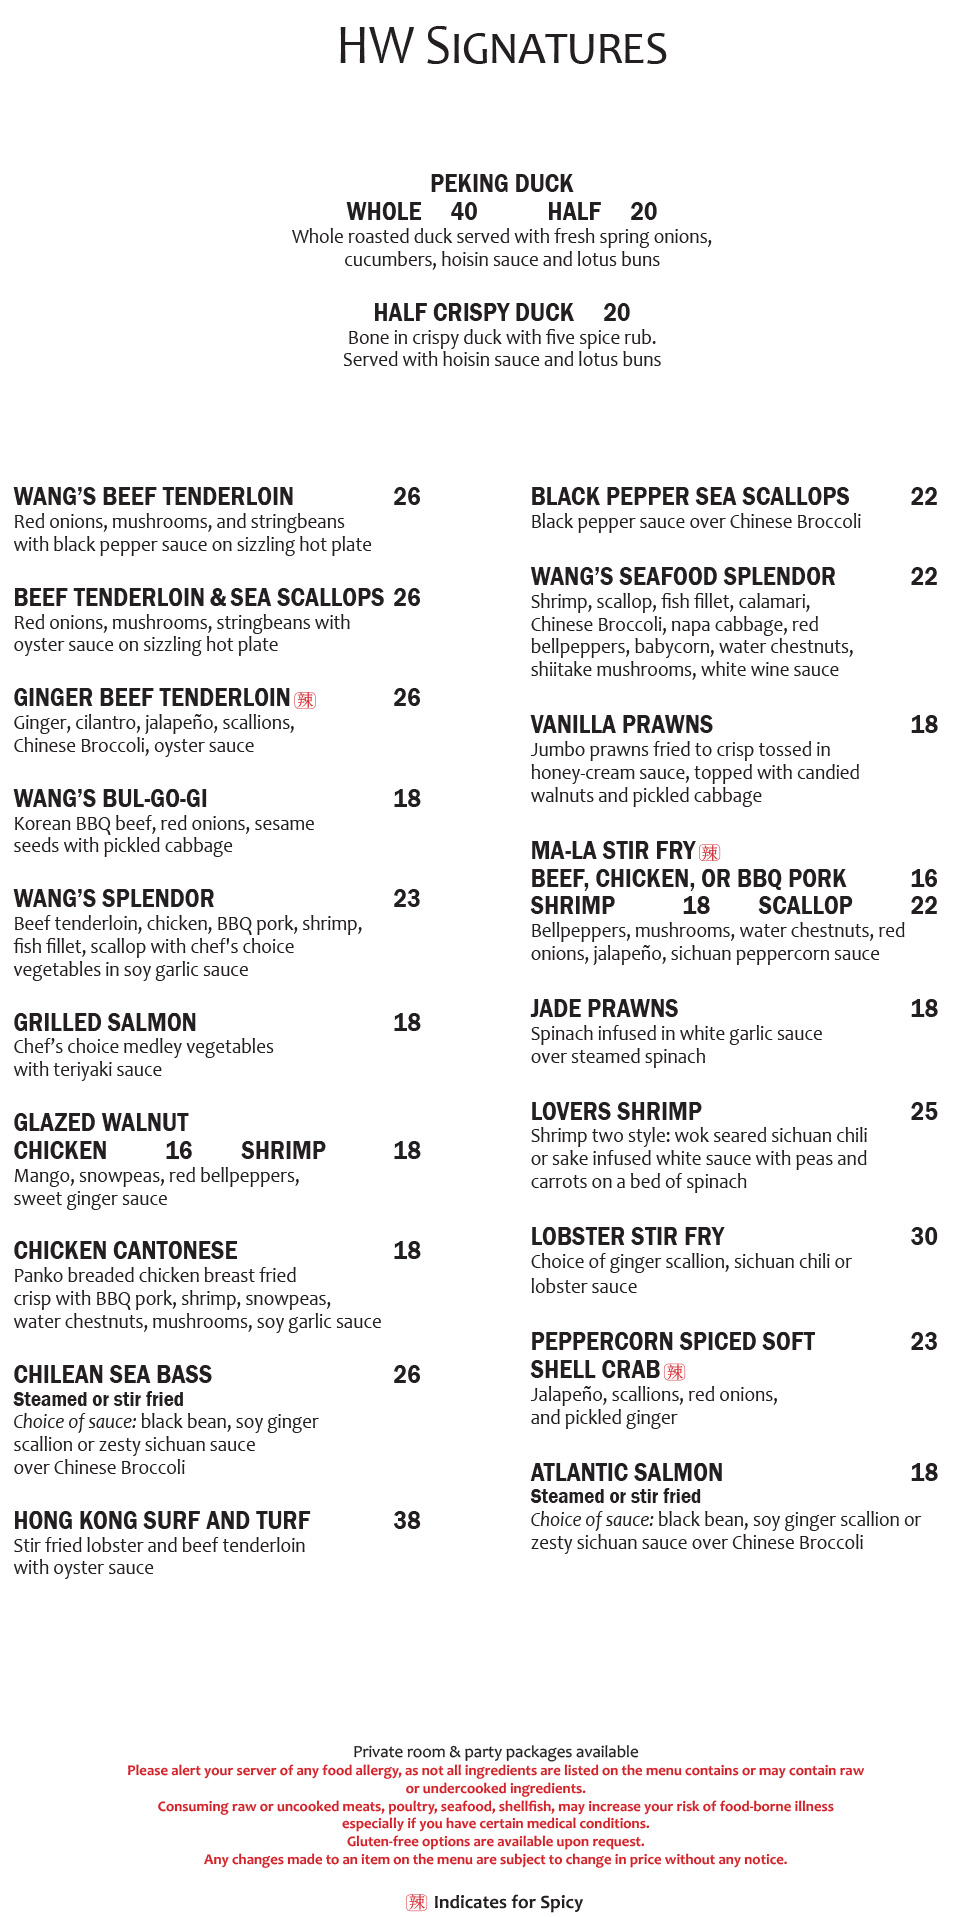 HW SIGNATURES
PEKING DUCK
WHOLE 40 HALF 20
Whole roasted duck served with fresh spring onions,
cucumbers, hoisin sauce and lotus buns
HALF CRISPY DUCK 20
Bone in crispy duck with five spice rub.
Served with hoisin sauce and lotus buns
WANG’S BEEF TENDERLOIN 26
Red onions, mushrooms, and stringbeans
with black pepper sauce on sizzling hot plate
BEEF TENDERLOIN & SEA SCALLOPS 26
Red onions, mushrooms, stringbeans with
oyster sauce on sizzling hot plate
GINGER BEEF TENDERLOIN 辣 26
Ginger, cilantro, jalapeño, scallions,
Chinese Broccoli, oyster sauce
WANG’S BUL-GO-GI 18
Korean BBQ beef, red onions, sesame
seeds with pickled cabbage
WANG’S SPLENDOR 23
Beef tenderloin, chicken, BBQ pork, shrimp,
fish fillet, scallop with chef's choice
vegetables in soy garlic sauce
GRILLED SALMON 18
Chef’s choice medley vegetables
with teriyaki sauce
GLAZED WALNUT
CHICKEN 16 SHRIMP 18
Mango, snowpeas, red bellpeppers,
sweet ginger sauce
CHICKEN CANTONESE 18
Panko breaded chicken breast fried
crisp with BBQ pork, shrimp, snowpeas,
water chestnuts, mushrooms, soy garlic sauce
CHILEAN SEA BASS 26
Steamed or stir fried
Choice of sauce: black bean, soy ginger
scallion or zesty sichuan sauce
over Chinese Broccoli
HONG KONG SURF AND TURF 38
Stir fried lobster and beef tenderloin
with oyster sauce
BLACK PEPPER SEA SCALLOPS 22
Black pepper sauce over Chinese Broccoli
WANG’S SEAFOOD SPLENDOR 22
Shrimp, scallop, fish fillet, calamari,
Chinese Broccoli, napa cabbage, red
bellpeppers, babycorn, water chestnuts,
shiitake mushrooms, white wine sauce
VANILLA PRAWNS 18
Jumbo prawns fried to crisp tossed in
honey-cream sauce, topped with candied
walnuts and pickled cabbage
MA-LA STIR FRY 辣
BEEF, CHICKEN, OR BBQ PORK 16
SHRIMP 18 SCALLOP 22
Bellpeppers, mushrooms, water chestnuts, red
onions, jalapeño, sichuan peppercorn sauce
JADE PRAWNS 18
Spinach infused in white garlic sauce
over steamed spinach
LOVERS SHRIMP 25
Shrimp two style: wok seared sichuan chili
or sake infused white sauce with peas and
carrots on a bed of spinach
LOBSTER STIR FRY 30
Choice of ginger scallion, sichuan chili or
lobster sauce
PEPPERCORN SPICED SOFT 23
SHELL CRAB 辣
Jalapeño, scallions, red onions,
and pickled ginger
ATLANTIC SALMON 18
Steamed or stir fried
Choice of sauce: black bean, soy ginger scallion or
zesty sichuan sauce over Chinese Broccoli
Private room & party packages available
Please alert your server of any food allergy, as not all ingredients are listed on the menu contains or may contain raw
or undercooked ingredients.
Consuming raw or uncooked meats, poultry, seafood, shellfish, may increase your risk of food-borne illness
especially if you have certain medical conditions.
Gluten-free options are available upon request.
Any changes made to an item on the menu are subject to change in price without any notice.
辣 Indicates for Spicy